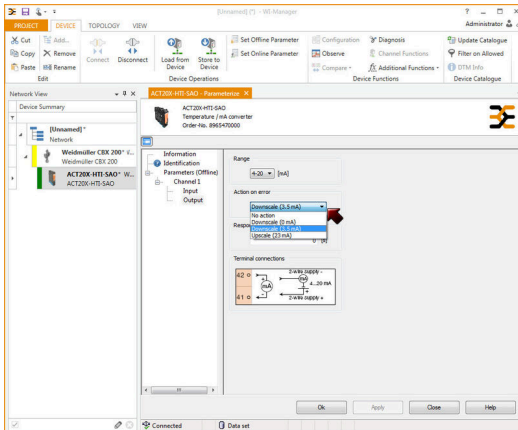 [Unnamed] (*) - WI-Manager
PROJECT DEVICE TOPOLOGY VIEW
Administrator
Cut Add...
Copy Remove
Paste Rename
Edit
Connect Disconnect
Load from Device
Store to Device
Set Offline Parameter
Set Online Parameter
Device Operations
Configuration Diagnosis
Observe Channel Functions
Compare Additional Functions
Device Functions
Update Catalogue
Filter on Allowed
DTM Info
Device Catalogue
Network View
Device Summary
[Unnamed]*
Network
Weidmüller CBX 200* V...
Weidmüller CBX 200
ACT20X-HTI-SAO* W...
ACT20X-HTI-SAO
ACT20X-HTI-SAO - Parameterize
ACT20X-HTI-SAO
Temperature / mA converter
Order-No. 8965470000
Information
Identification
Parameters (Offline)
Channel 1
Input
Output
Range
4-20 [mA]
Action on error
Downscale (3.5 mA)
No action
Downscale (0 mA)
Downscale (3.5 mA)
Upscale (23 mA)
Respo
0
Terminal connections
42
41
mA
2-wire supply -
mA
4...20 mA
2-wire supply +
Ok Apply Close Help
Connected Data set